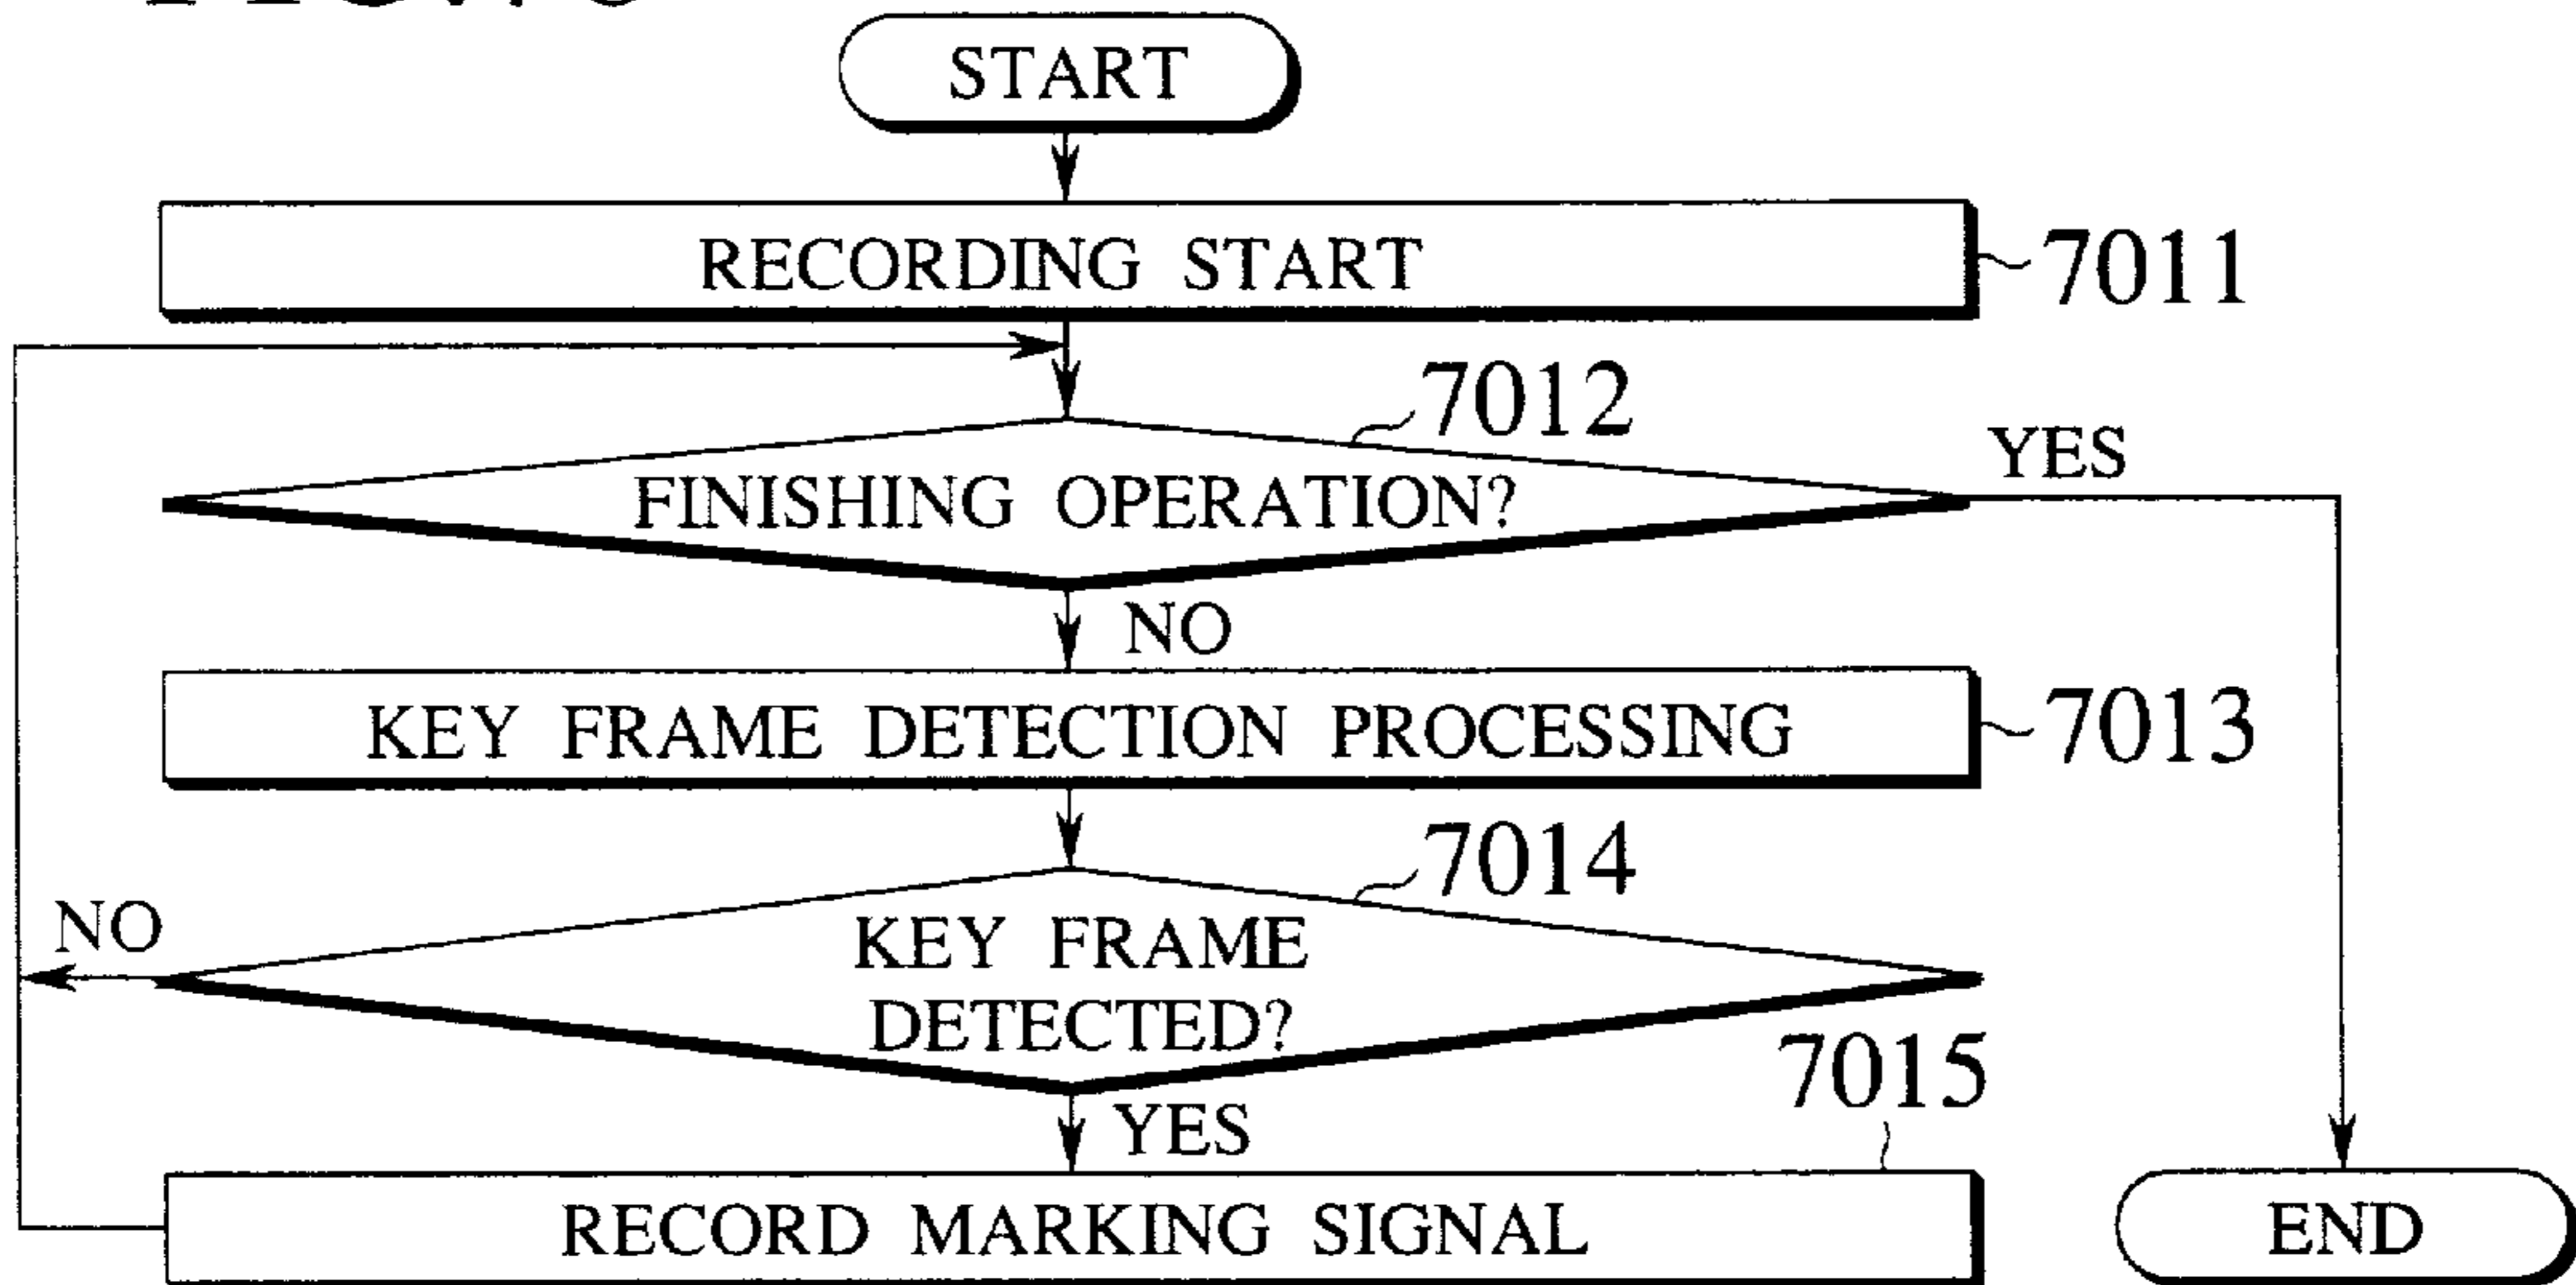 START
RECORDING START
7011
7012
FINISHING OPERATION?
YES
NO
KEY FRAME DETECTION PROCESSING
7013
7014
NO
KEY FRAME
DETECTED?
7015
YES
RECORD MARKING SIGNAL
END